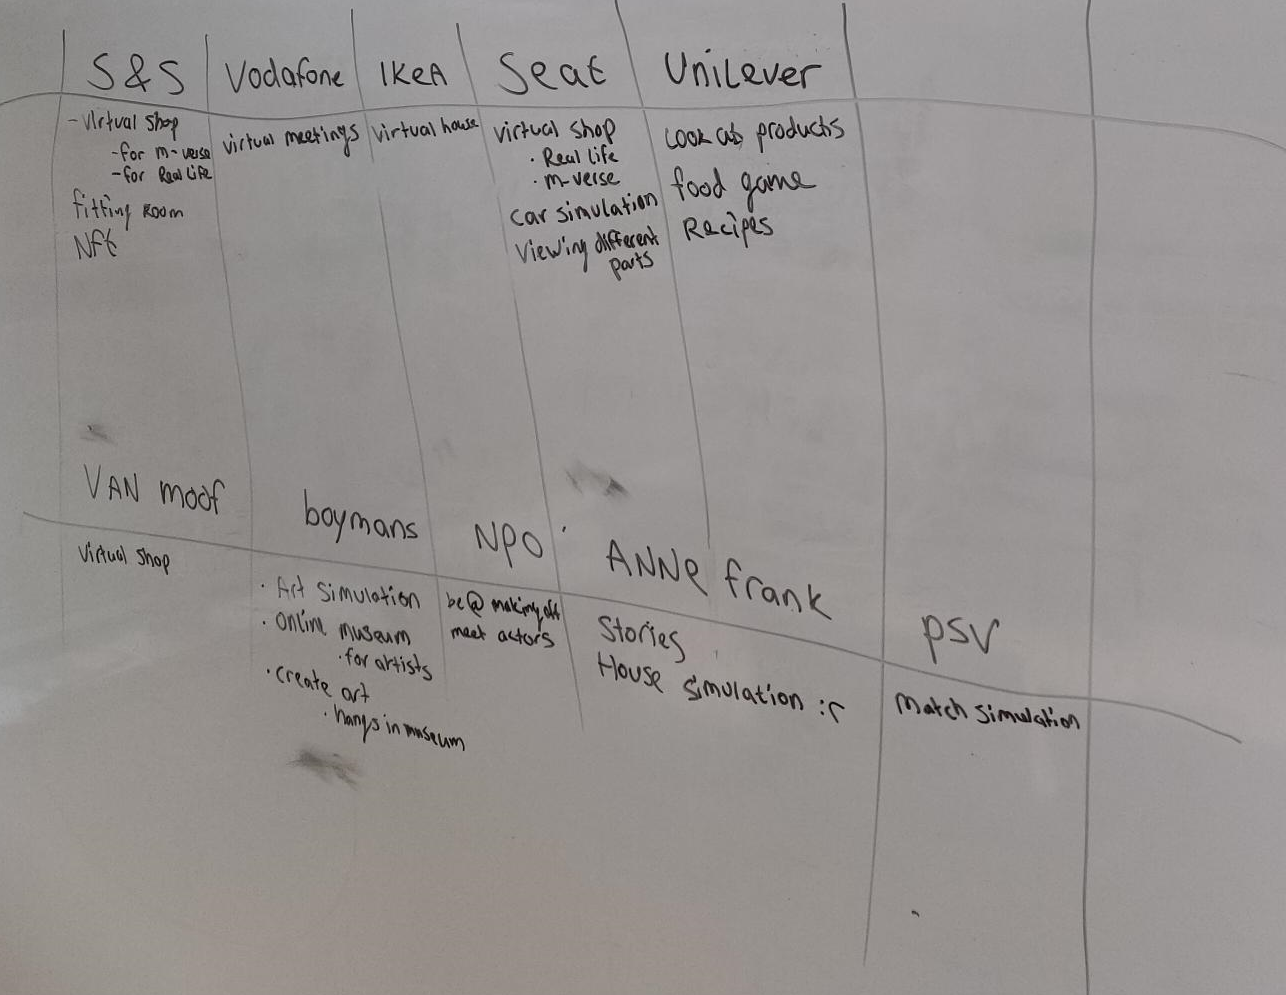 S&S
Vodafone
IKeA
Seat
Unilever
- Virtual shop
- for m-verse
- for Real Life
fitting Room
Nft
virtual meetings
virtual house
virtual shop
· Real life
· m-verse
Car simulation
Viewing different
parts
Look at products
food game
Recipes
VAN moof
boymans
NPO
ANNe frank
PSV
Virtual Shop
· Art Simulation
· Online museum
· for artists
· create art
· hangs in museum
be @ making off
meet actors
Stories
House simulation :c
Match simulation